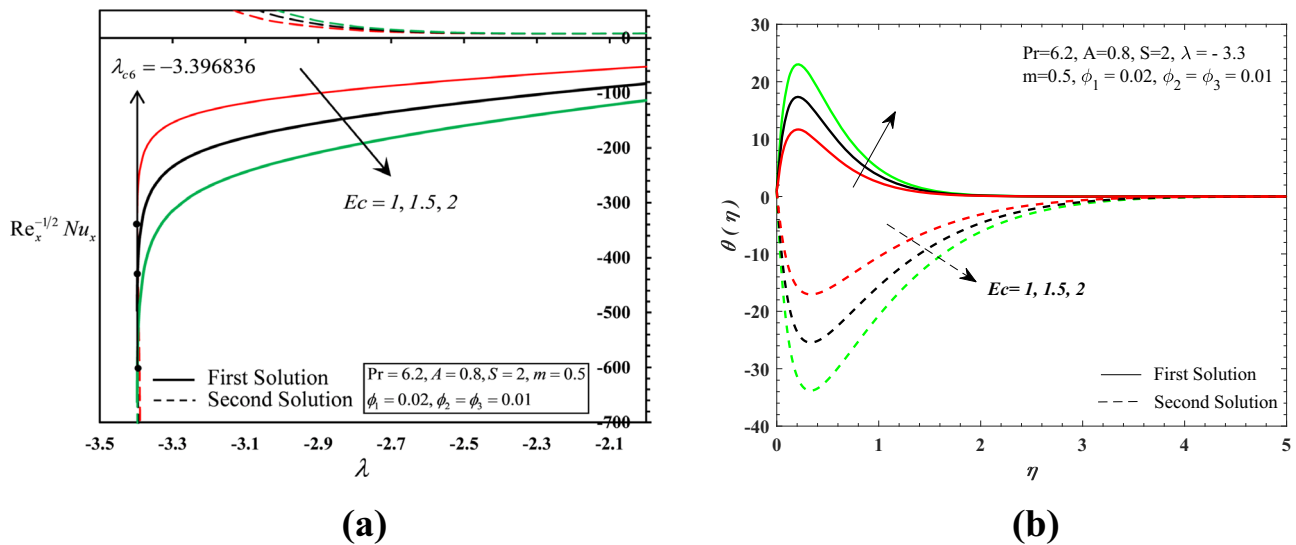 λc6 = −3.396836
Ec = 1, 1.5, 2
Re_x^{-1/2} Nu_x
0
-100
-200
-300
-400
-500
-600
-700
First Solution
Second Solution
Pr = 6.2, A = 0.8, S = 2, m = 0.5
ϕ1 = 0.02, ϕ2 = ϕ3 = 0.01
-3.5 -3.3 -3.1 -2.9 -2.7 -2.5 -2.3 -2.1
λ
(a)
30
20
10
0
-10
-20
-30
-40
θ ( η )
Pr=6.2, A=0.8, S=2, λ = - 3.3
m=0.5, ϕ1 = 0.02, ϕ2 = ϕ3 = 0.01
Ec= 1, 1.5, 2
First Solution
Second Solution
0 1 2 3 4 5
η
(b)